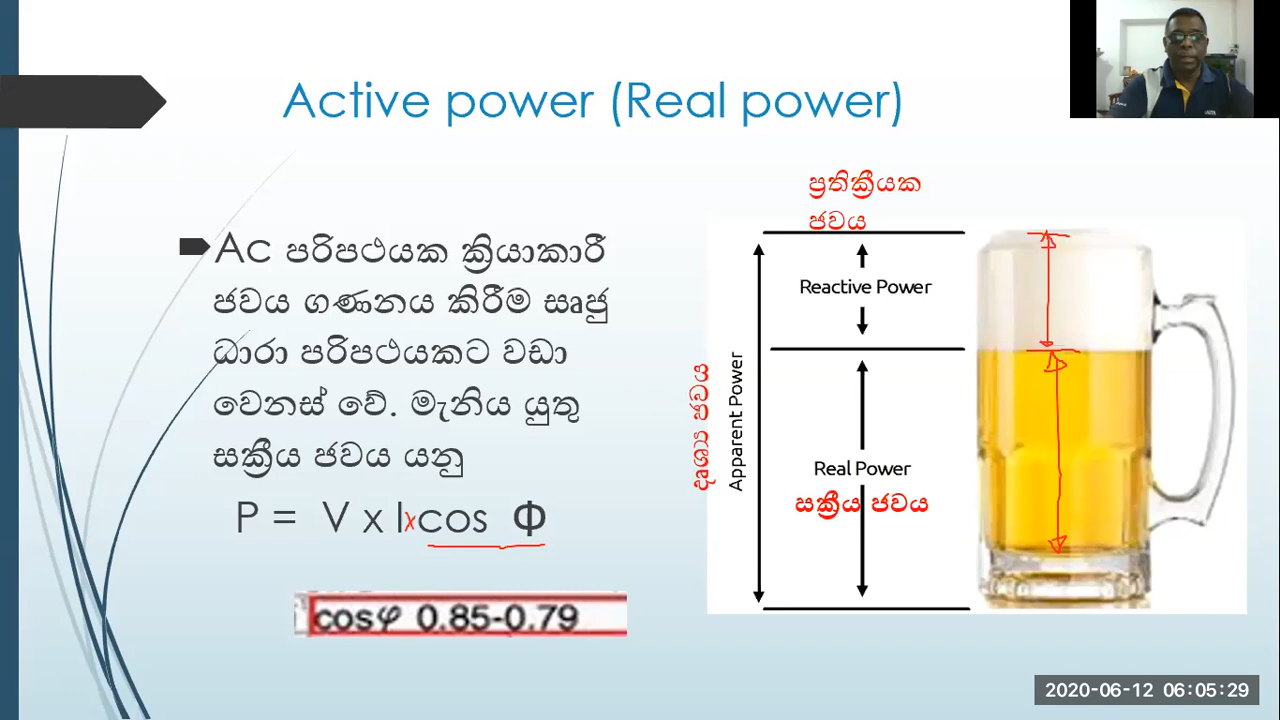 Active power (Real power)
Ac පරිපථයක ක්‍රියාකාරී
ජවය ගණනය කිරීම සෘජු
ධාරා පරිපථයකට වඩා
වෙනස් වේ. මැනිය යුතු
සක්‍රීය ජවය යනු
P = V x I x cos Φ
cosφ 0.85-0.79
ප්‍රතික්‍රීයක
ජවය
Reactive Power
දෘශ්‍ය ජවය
Apparent Power
Real Power
සක්‍රීය ජවය
2020-06-12 06:05:29